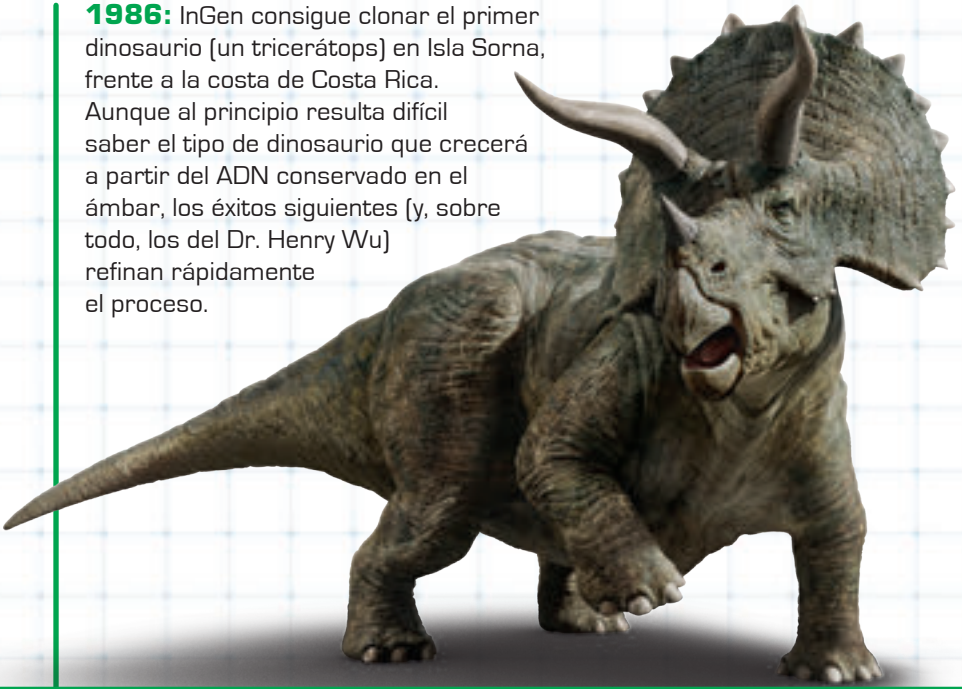 1986: InGen consigue clonar el primer
dinosaurio (un tricerátops) en Isla Sorna,
frente a la costa de Costa Rica.
Aunque al principio resulta difícil
saber el tipo de dinosaurio que crecerá
a partir del ADN conservado en el
ámbar, los éxitos siguientes (y, sobre
todo, los del Dr. Henry Wu)
refinan rápidamente
el proceso.